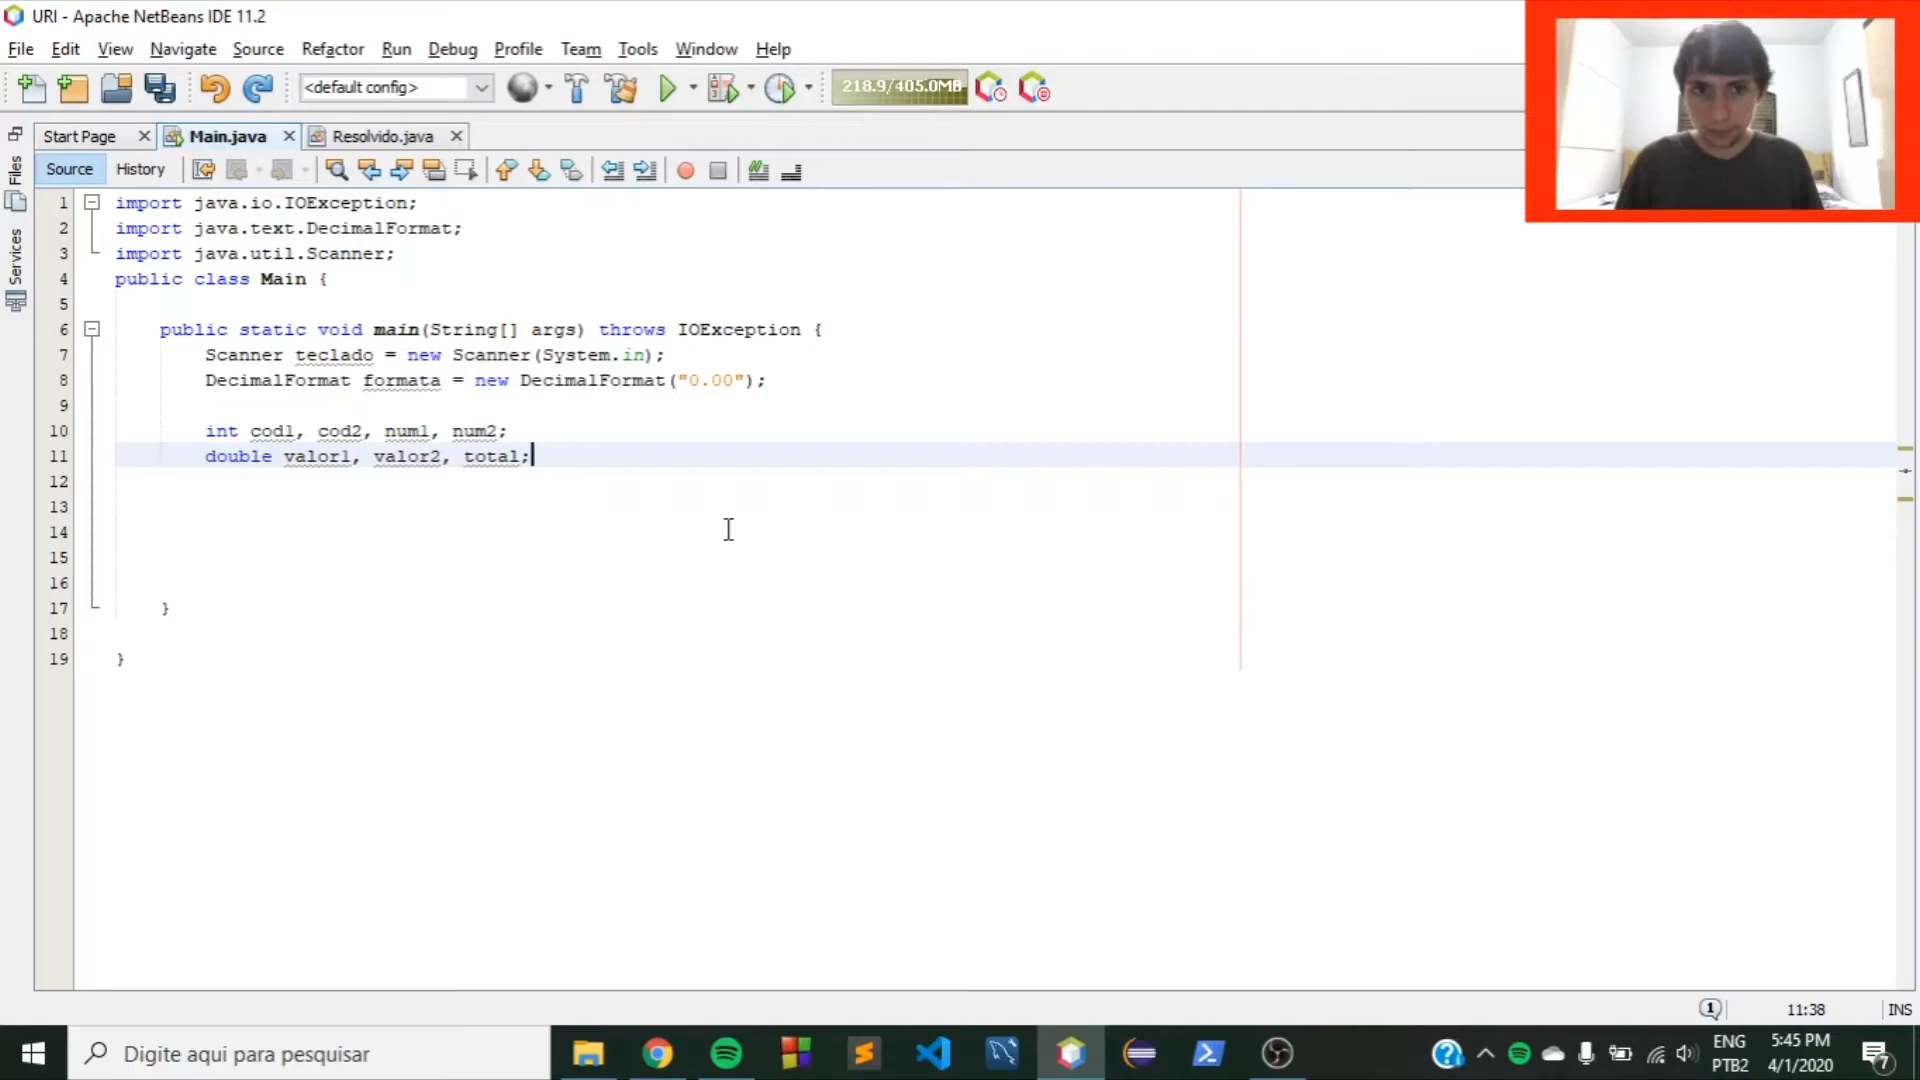 URI - Apache NetBeans IDE 11.2
File Edit View Navigate Source Refactor Run Debug Profile Team Tools Window Help
<default config>
218.9/405.0MB
Start Page
Main.java
Resolvido.java
Source
History
Files
Services
1 import java.io.IOException;
2 import java.text.DecimalFormat;
3 import java.util.Scanner;
4 public class Main {
5
6 public static void main(String[] args) throws IOException {
7 Scanner teclado = new Scanner(System.in);
8 DecimalFormat formata = new DecimalFormat("0.00");
9
10 int cod1, cod2, num1, num2;
11 double valor1, valor2, total;
12
13
14
15
16
17 }
18
19 }
1
11:38
INS
Digite aqui para pesquisar
ENG
PTB2
5:45 PM
4/1/2020
7